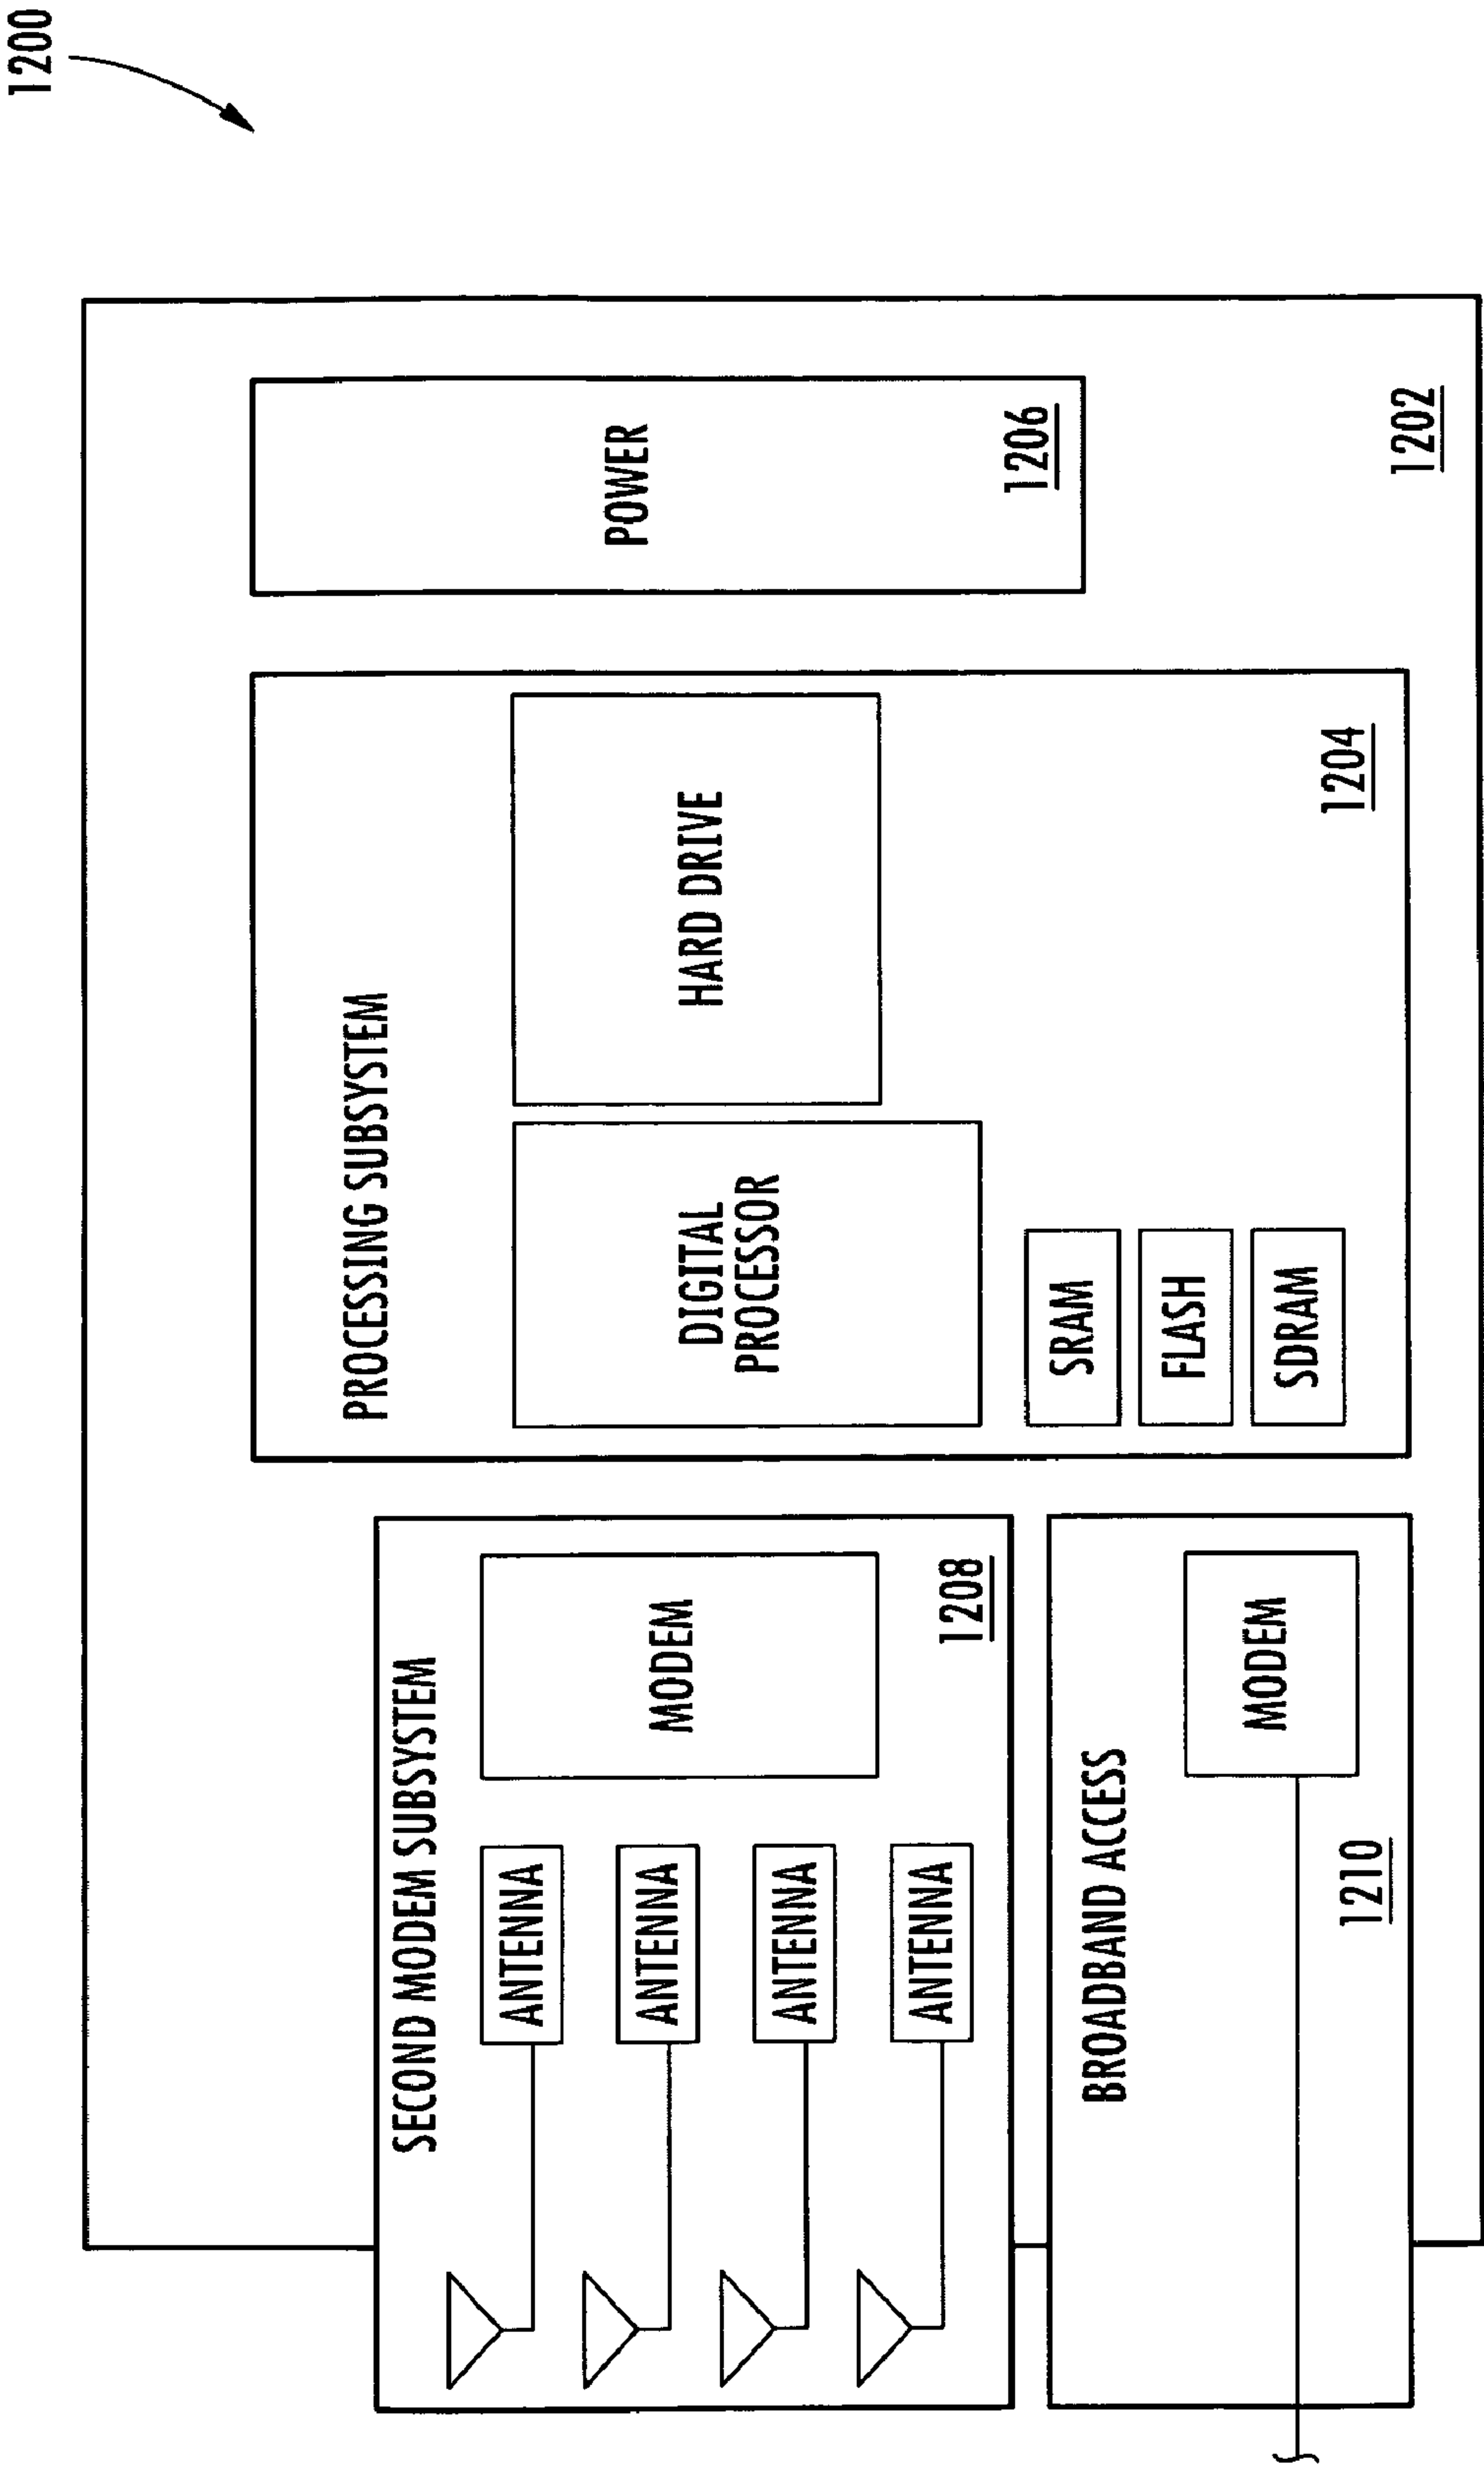 1200
SECOND MODEM SUBSYSTEM
ANTENNA
ANTENNA
ANTENNA
ANTENNA
MODEM
1208
BROADBAND ACCESS
MODEM
1210
PROCESSING SUBSYSTEM
DIGITAL
PROCESSOR
HARD DRIVE
SRAM
FLASH
SDRAM
1204
POWER
1206
1202